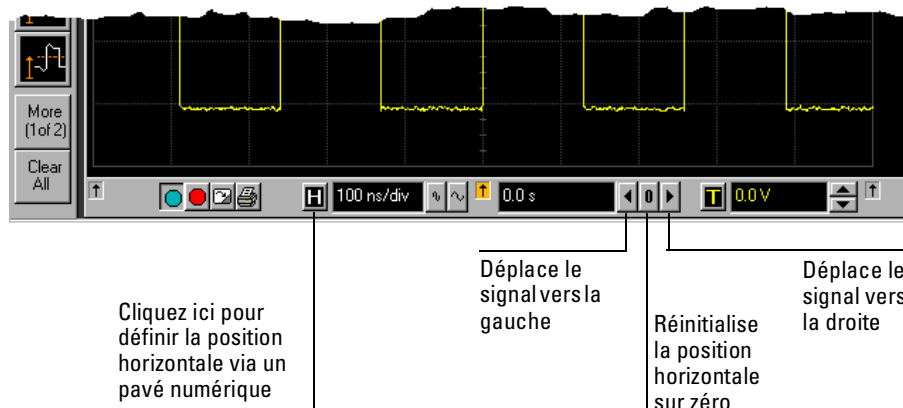 More
(1of 2)
Clear
All
H 100 ns/div 0.0 s 0 T 0.0 V
Déplace le
signal vers la
gauche
Déplace le
signal vers
la droite
Cliquez ici pour
définir la position
horizontale via un
pavé numérique
Réinitialise
la position
horizontale
sur zéro